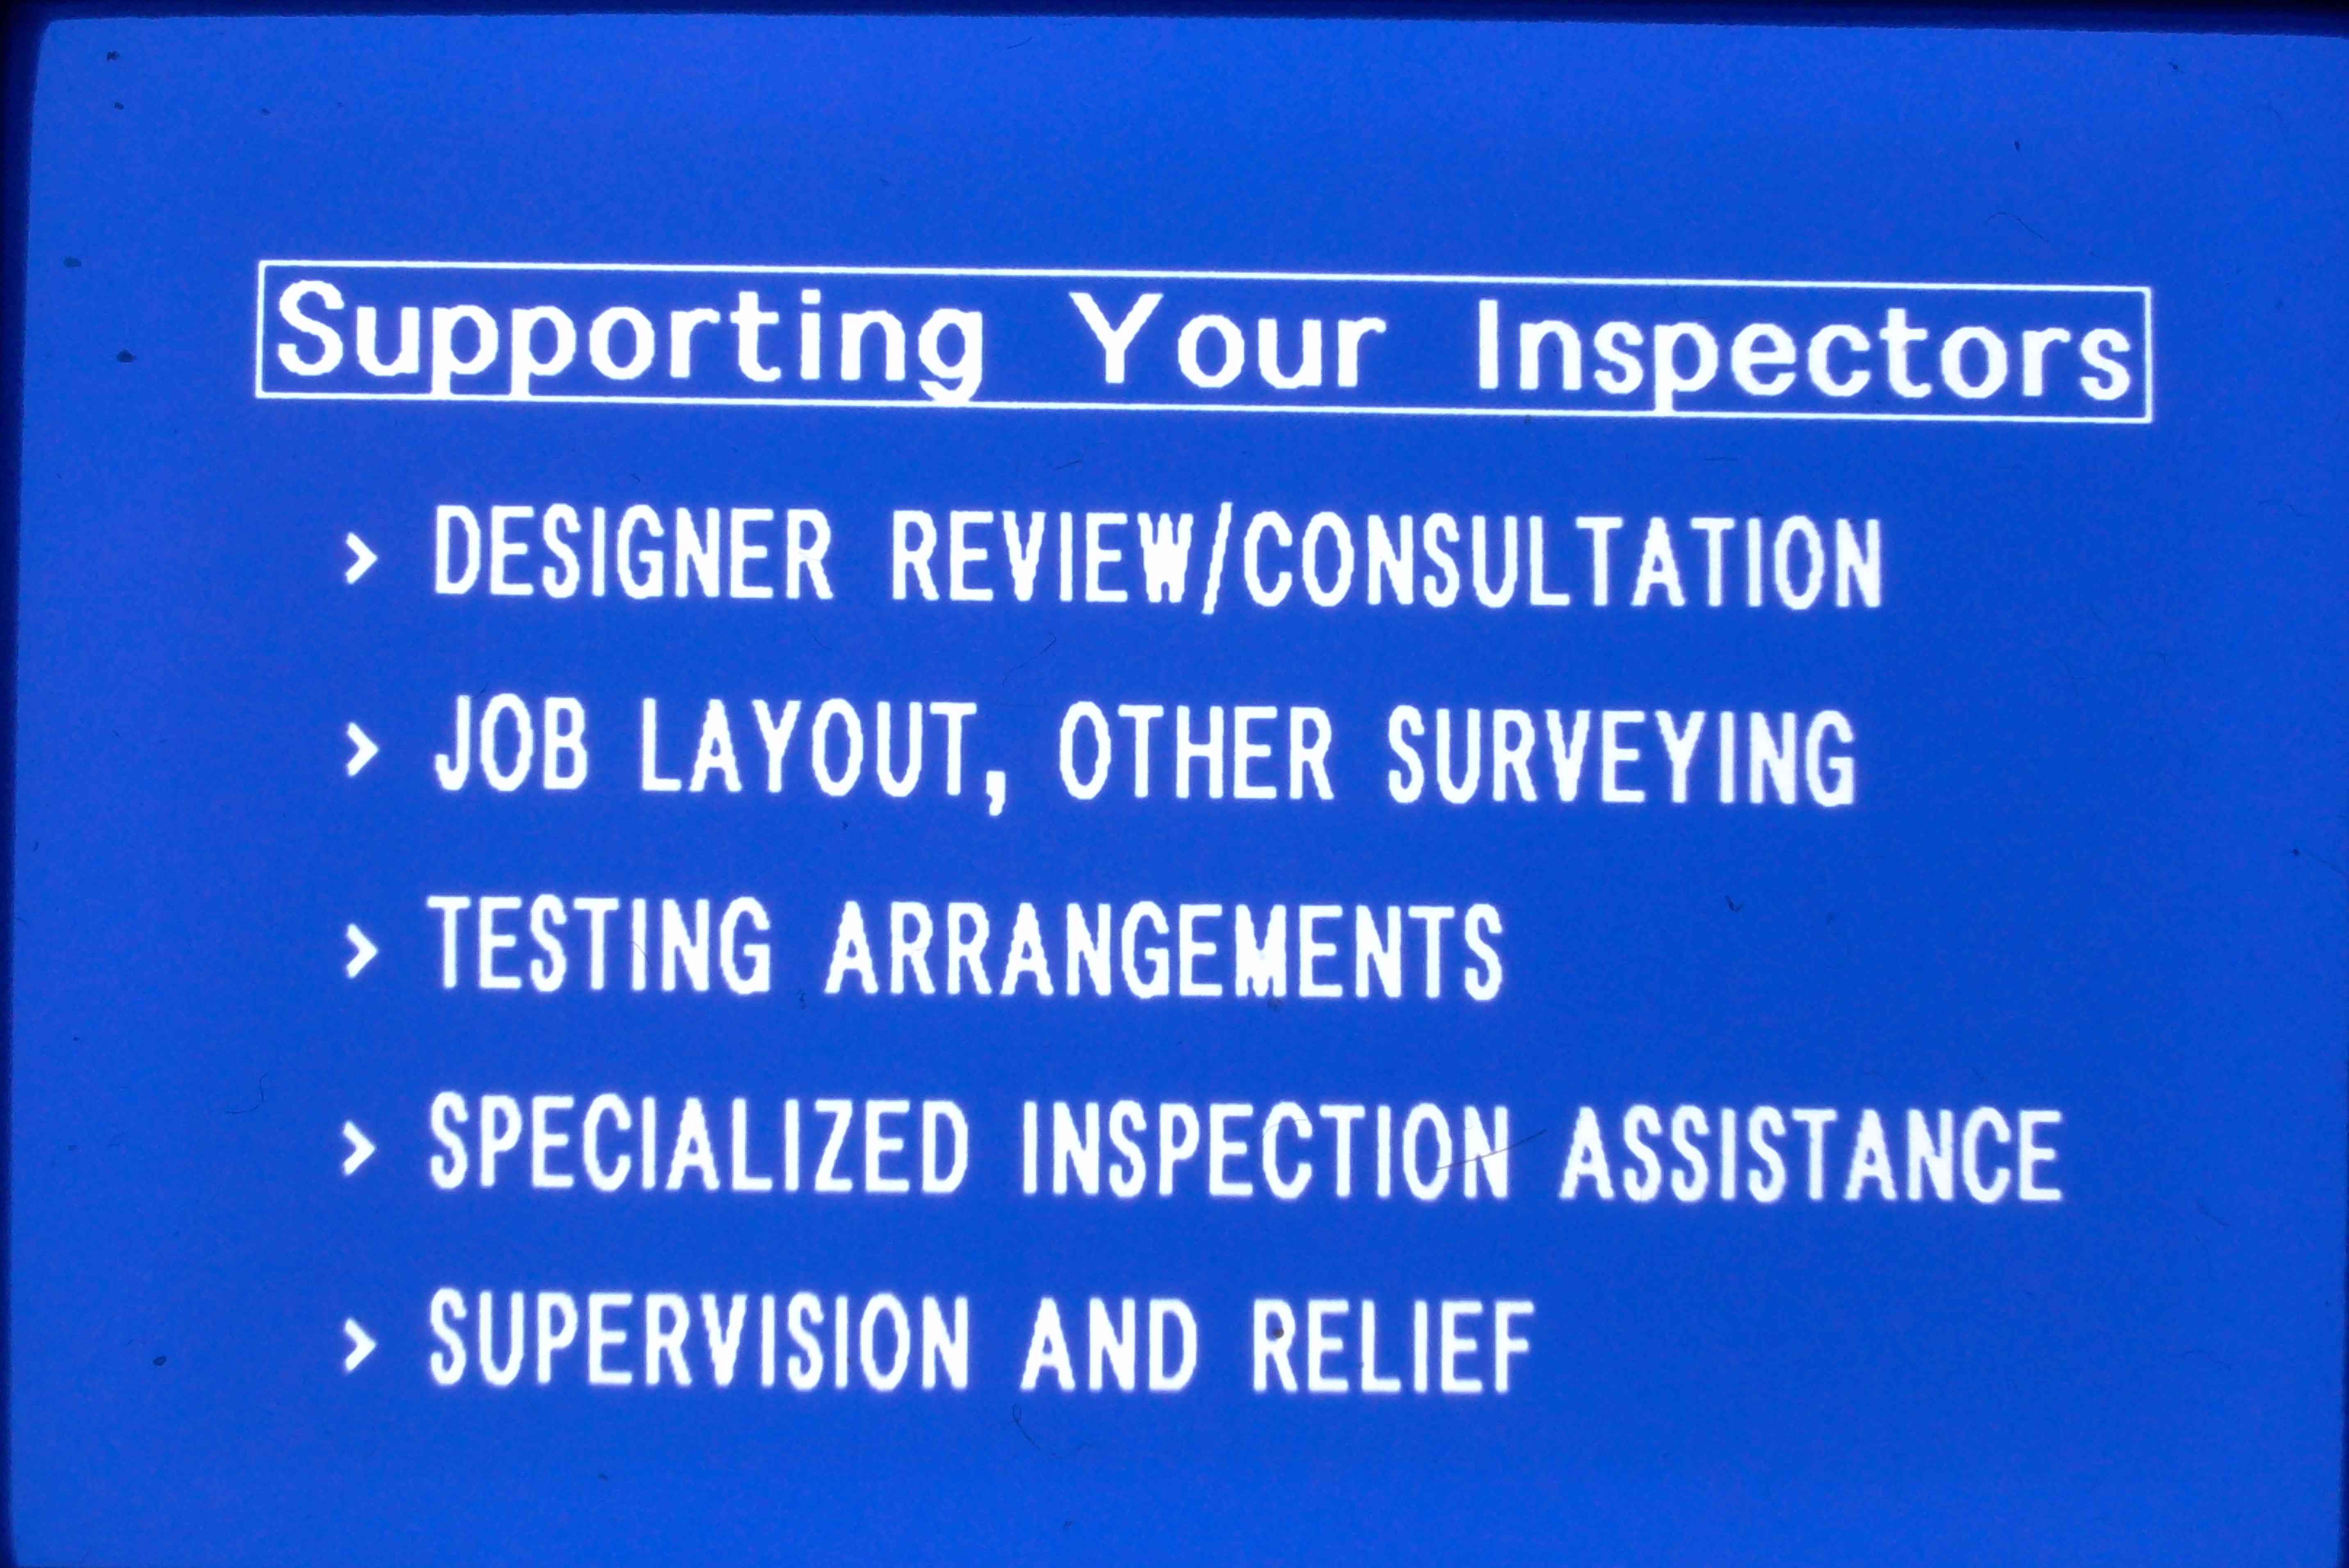 Supporting Your Inspectors
> DESIGNER REVIEW/CONSULTATION
> JOB LAYOUT, OTHER SURVEYING
> TESTING ARRANGEMENTS
> SPECIALIZED INSPECTION ASSISTANCE
> SUPERVISION AND RELIEF